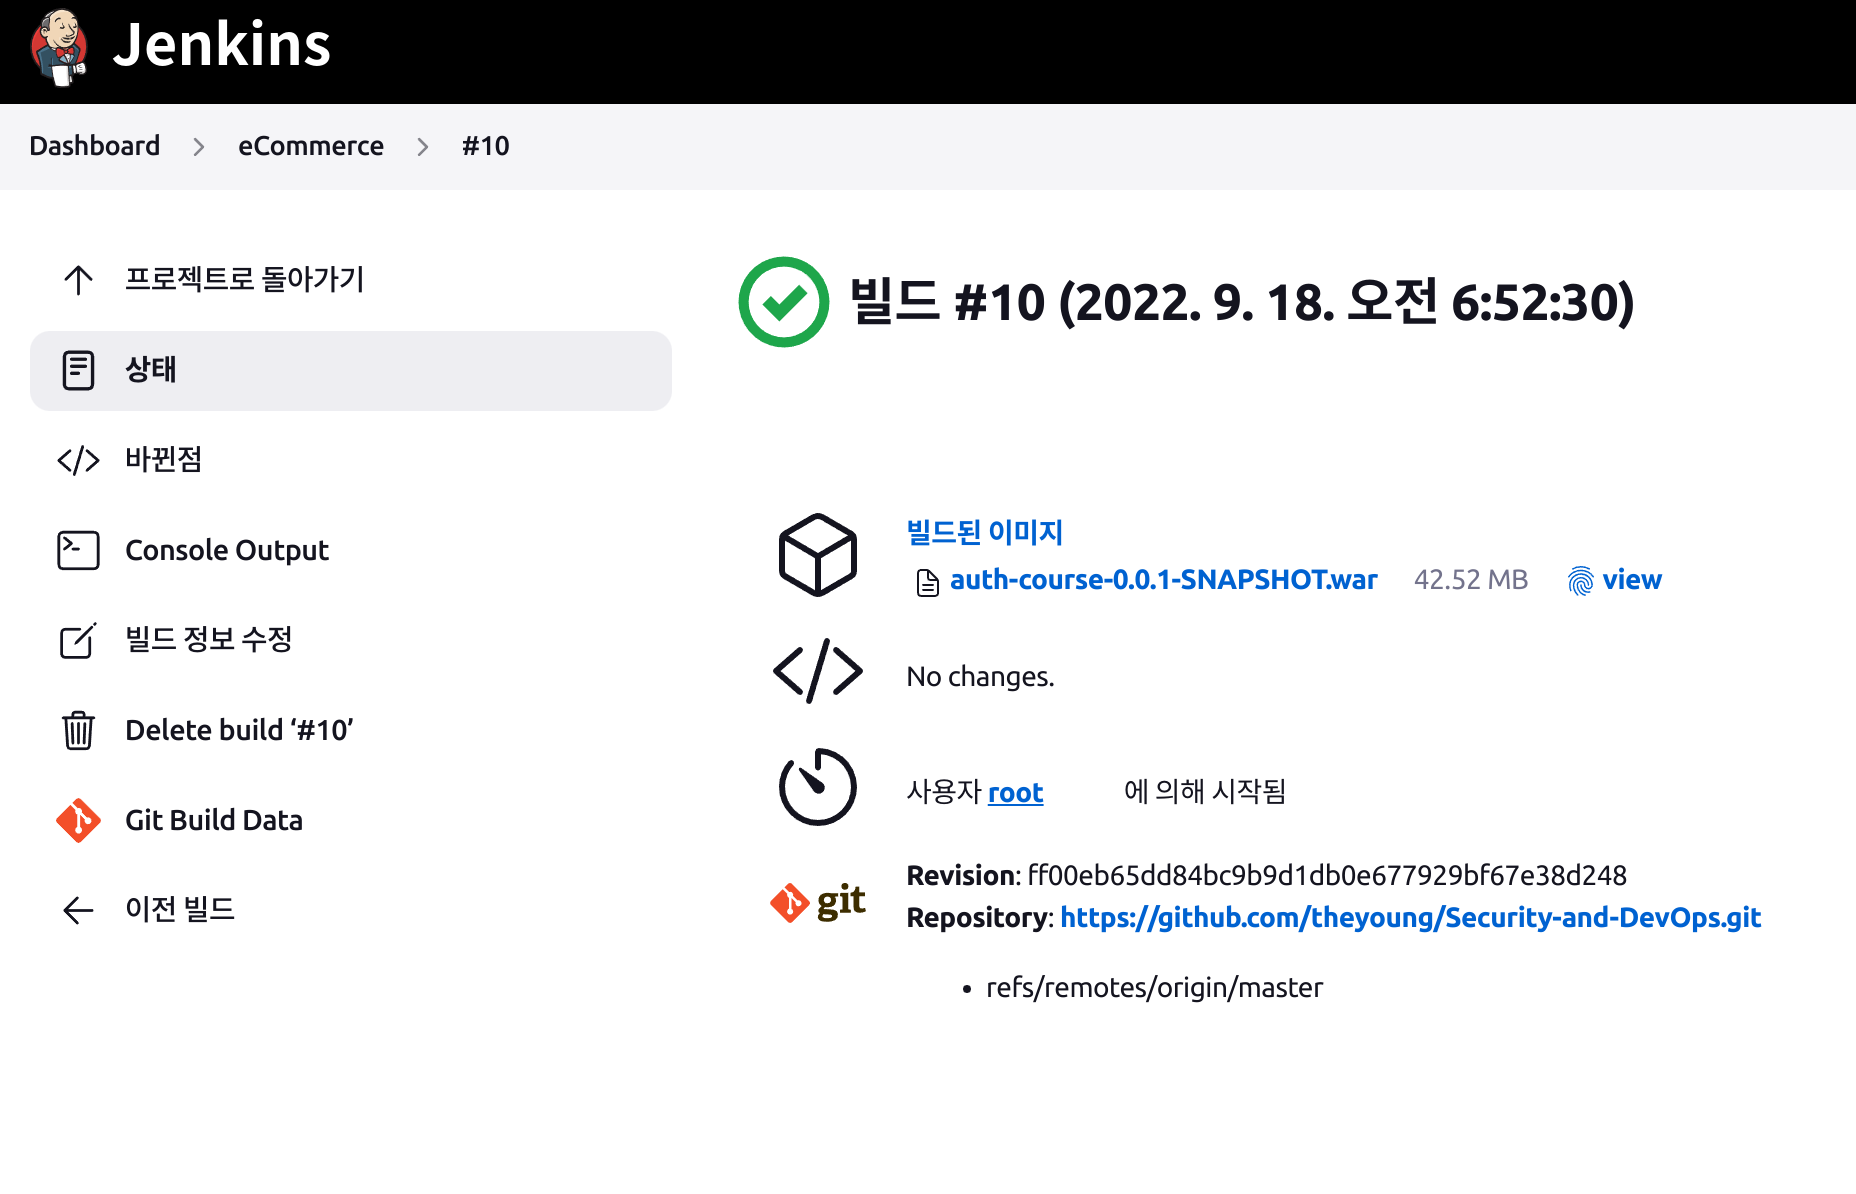 Jenkins
Dashboard > eCommerce > #10
프로젝트로 돌아가기
상태
바뀐점
Console Output
빌드 정보 수정
Delete build ‘#10’
Git Build Data
이전 빌드
빌드 #10 (2022. 9. 18. 오전 6:52:30)
빌드된 이미지
auth-course-0.0.1-SNAPSHOT.war 42.52 MB view
No changes.
사용자 root 에 의해 시작됨
git
Revision: ff00eb65dd84bc9b9d1db0e677929bf67e38d248
Repository: https://github.com/theyoung/Security-and-DevOps.git
• refs/remotes/origin/master